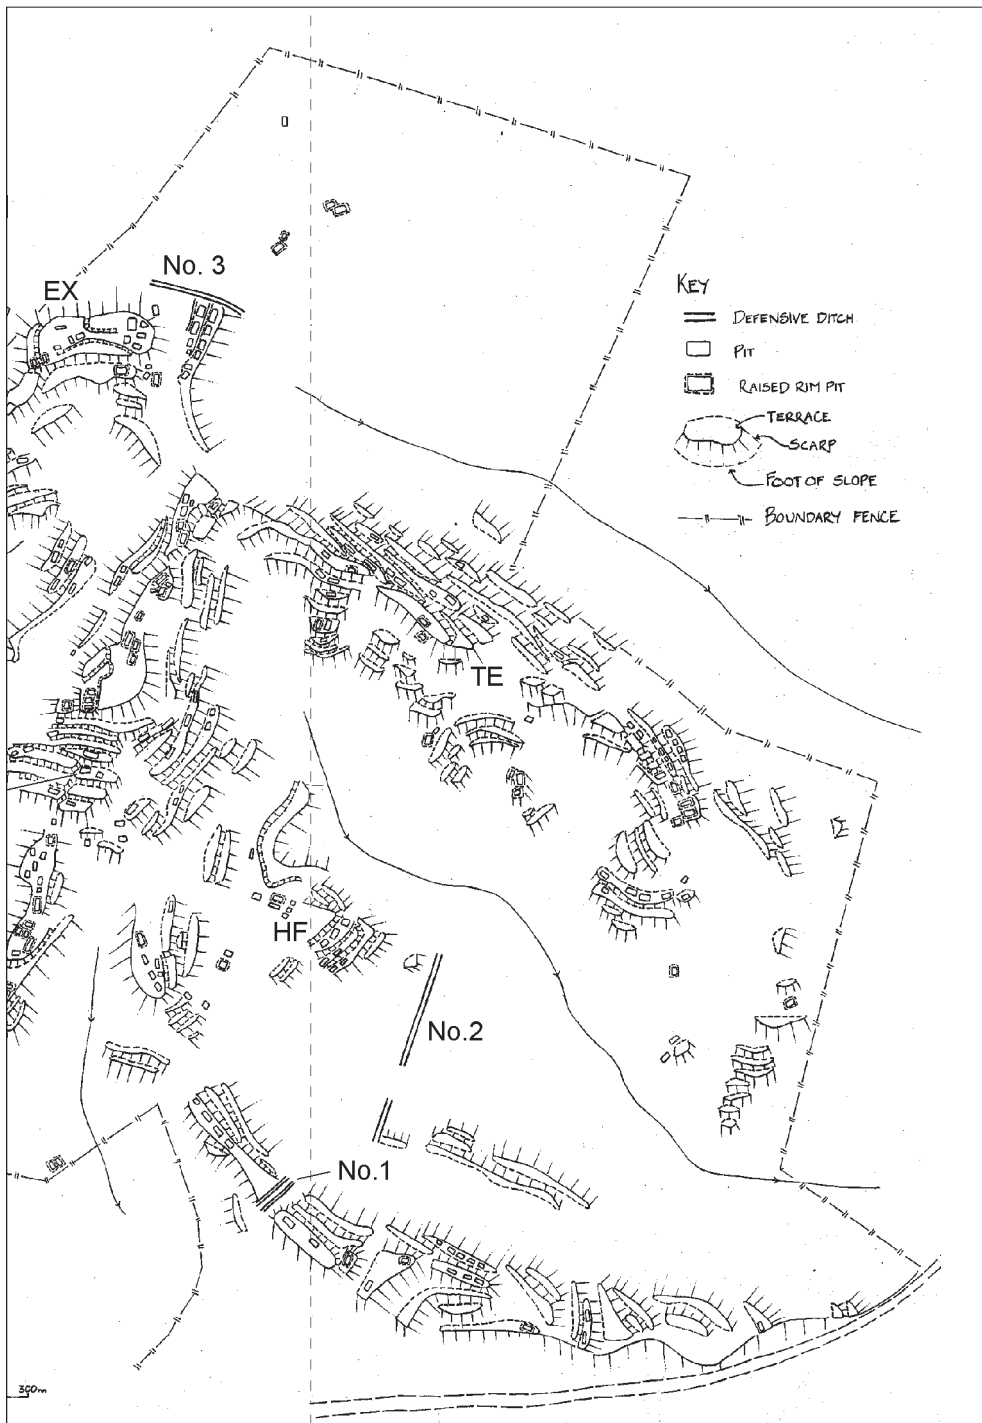 No. 3
EX
KEY
DEFENSIVE DITCH
PIT
RAISED RIM PIT
TERRACE
SCARP
FOOT OF SLOPE
BOUNDARY FENCE
TE
HF
No.2
No.1
300m